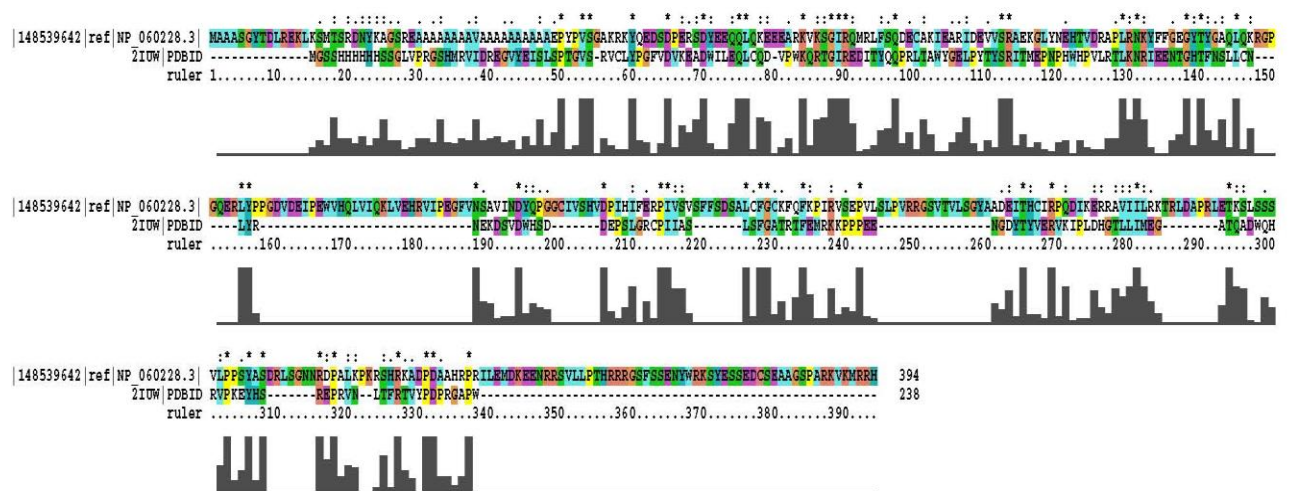 |148539642|ref|NP_060228.3| MAAASGYTDLREKLKSMTSRDNYKAGSREAAAAAAAAVAAAAAAAAAAEPYPVSGAKRKYQEDSDPERSDYEEQQLQKEEEARKVKSGIRQMRLFSQDECAKIEARIDEVVSRAEKGLYNEHTVDRAPLRNKYFFGEGYTYGAQLQKRGP
2IUW|PDBID --------------MGSSHHHHHHSSGLVPRGSHMRVIDREGVYEISLSPTGVS-RVCLYPGFVDVKEADWILEQLCQD-VPWKQRTGIREDITYQQPRLTAWYGELPYTYSRITMEPNPHWHPVLRTLKNRIEENTGHTFNSLLCN---
ruler 1.......10........20........30........40........50........60........70........80........90.......100.......110.......120.......130.......140.......150
|148539642|ref|NP_060228.3| GQERLYPPGDVDEIPEWVHQLVIQKLVEHRVIPEGFVNSAVINDYQPGGCIVSHVDPIHIFERPIVSVSFFSDSALCFGCKFQFKPIRVSEPVLSLPVRRGSVTVLSGYAADEITHCIRPQDIKERRAVIILRKTRLDAPRLETKSLSSS
2IUW|PDBID ----LYR------------------------------NEKDSVDWHSD-------DEPSLGRCPIIAS--------LSFGATRTFEMRKKPPPEE----------------NGDYTYVERVKIPLDHGTLLIMEG--------ATQADWQH
ruler .......160.......170.......180.......190.......200.......210.......220.......230.......240.......250.......260.......270.......280.......290.......300
|148539642|ref|NP_060228.3| VLPPSYASDRLSGNNRDPALKPKRSHRKADPDAAHRPRILEMDKEENRRSVLLPTHRRRGSFSSENYWRKSYESSEDCSEAAGSPARKVKMRRH 394
2IUW|PDBID RVPKEYHS-------REPRVN--LTFRTVYPDPRGAPW-------------------------------------------------------- 238
ruler .......310.......320.......330.......340.......350.......360.......370.......380.......390....